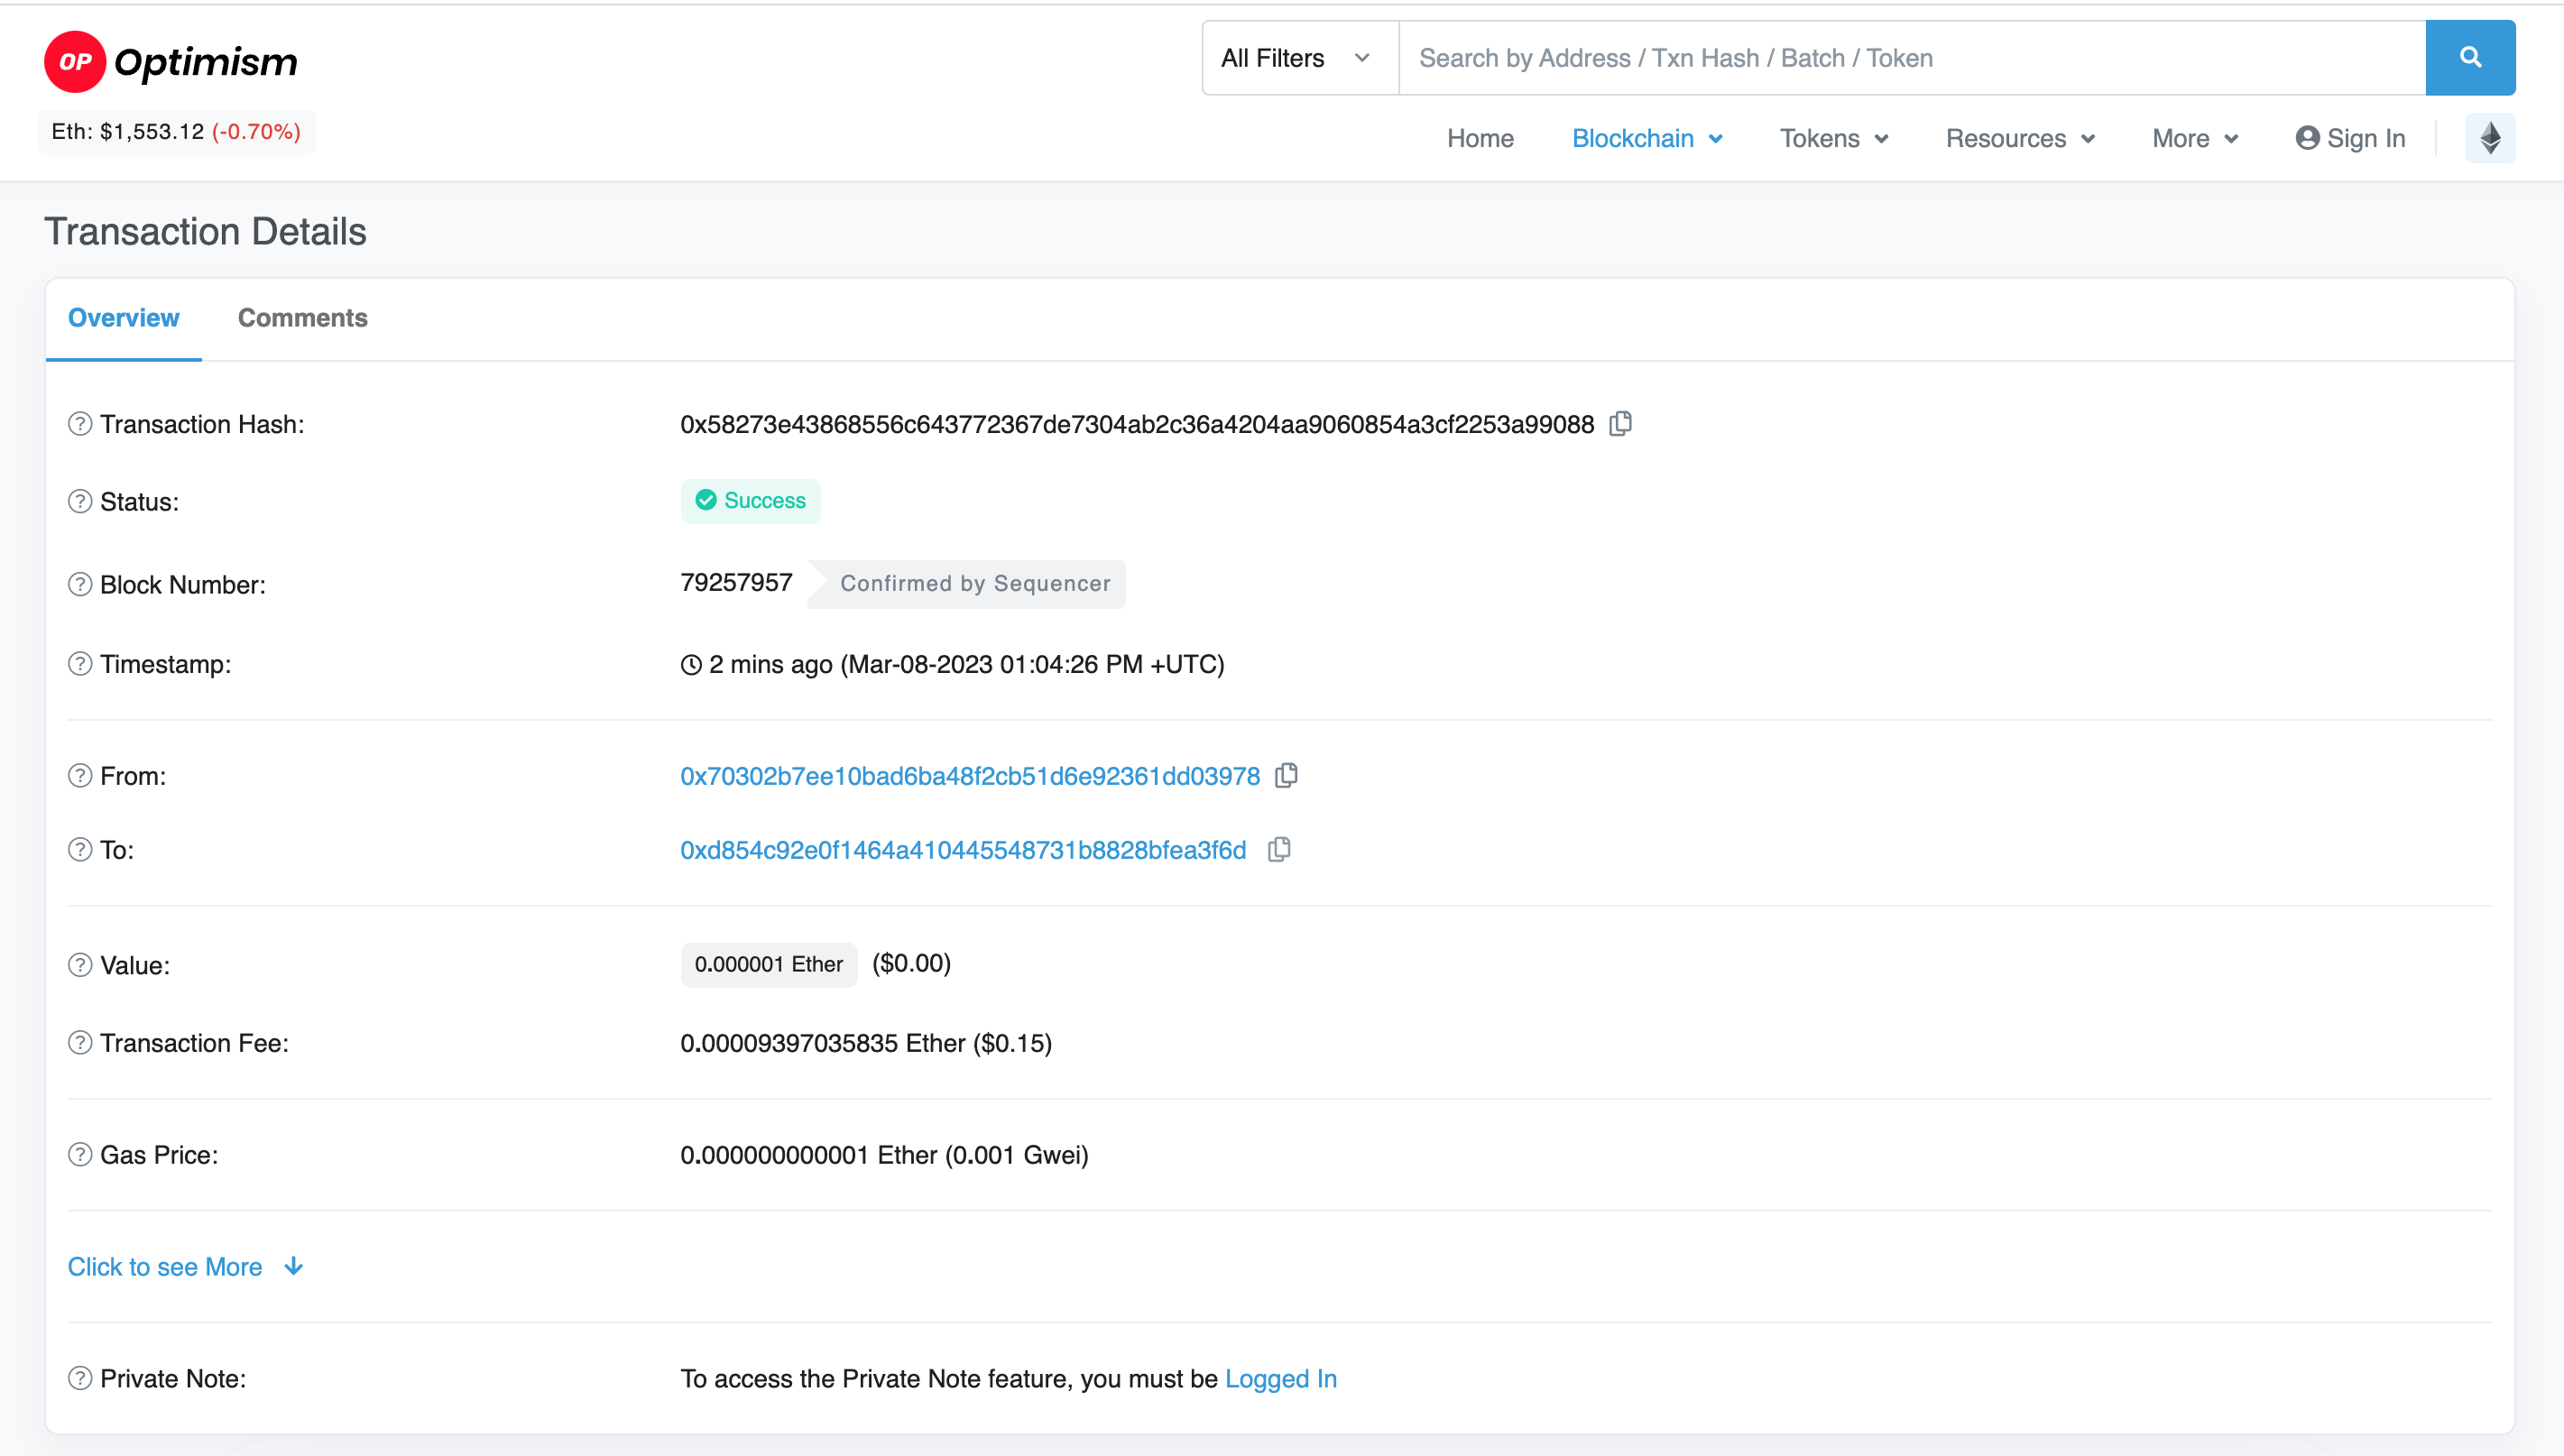 OP Optimism
All Filters
Search by Address / Txn Hash / Batch / Token
Eth: $1,553.12 (-0.70%)
Home Blockchain Tokens Resources More Sign In
Transaction Details
Overview Comments
Transaction Hash: 0x58273e43868556c643772367de7304ab2c36a4204aa9060854a3cf2253a99088
Status: Success
Block Number: 79257957 Confirmed by Sequencer
Timestamp: 2 mins ago (Mar-08-2023 01:04:26 PM +UTC)
From: 0x70302b7ee10bad6ba48f2cb51d6e92361dd03978
To: 0xd854c92e0f1464a410445548731b8828bfea3f6d
Value: 0.000001 Ether ($0.00)
Transaction Fee: 0.00009397035835 Ether ($0.15)
Gas Price: 0.000000000001 Ether (0.001 Gwei)
Click to see More
Private Note: To access the Private Note feature, you must be Logged In